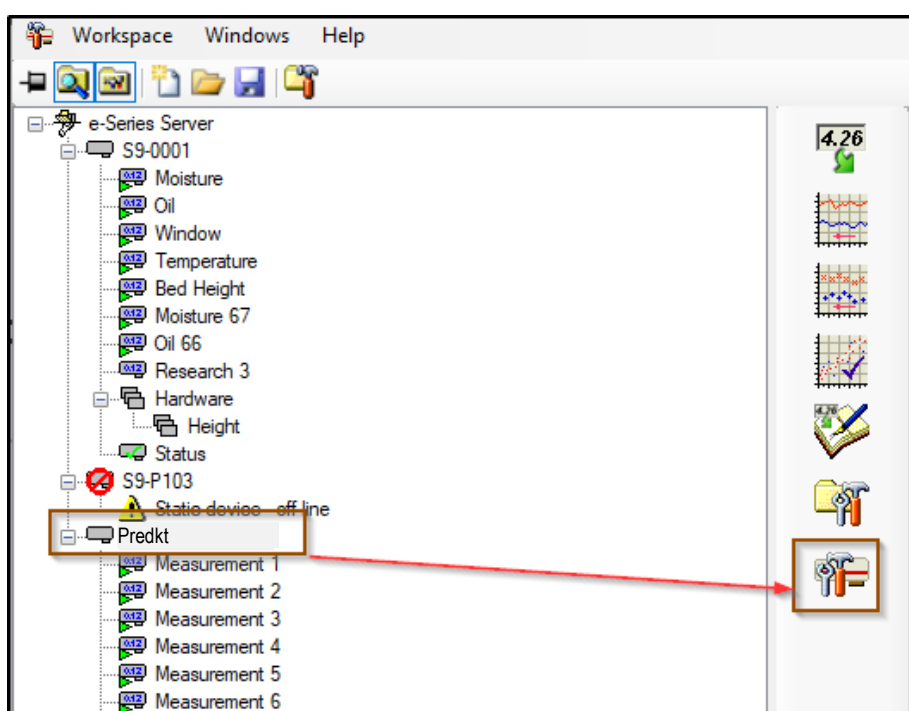 Workspace Windows Help
e-Series Server
S9-0001
Moisture
Oil
Window
Temperature
Bed Height
Moisture 67
Oil 66
Research 3
Hardware
Height
Status
S9-P103
Static device - off line
Predkt
Measurement 1
Measurement 2
Measurement 3
Measurement 4
Measurement 5
Measurement 6
4.26
4.26